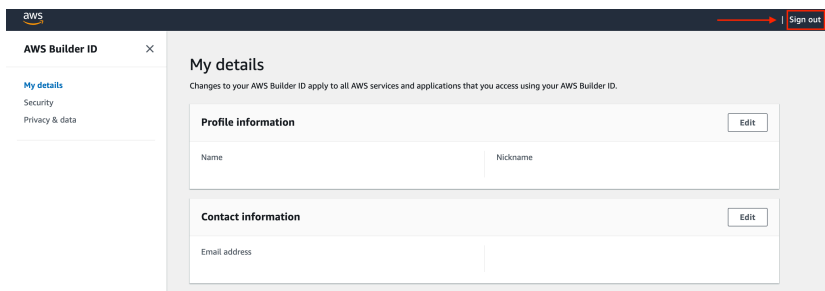 aws
| Sign out
AWS Builder ID
My details
Security
Privacy & data
My details
Changes to your AWS Builder ID apply to all AWS services and applications that you access using your AWS Builder ID.
Profile information
Edit
Name
Nickname
Contact information
Edit
Email address